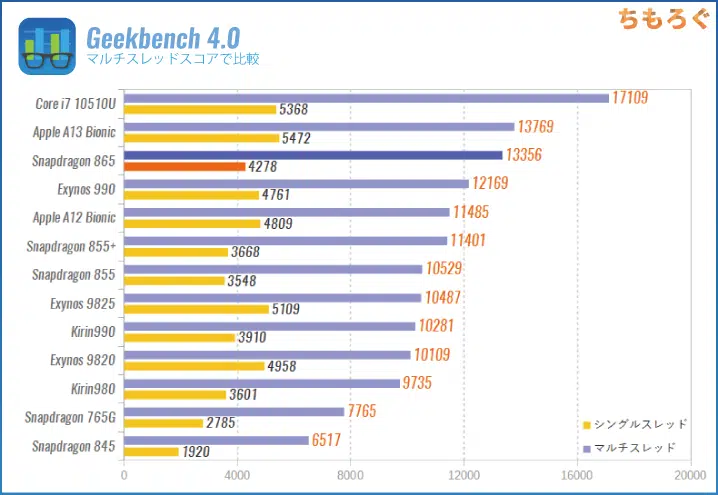 ちもろぐ
Geekbench 4.0
マルチスレッドスコアで比較
Core i7 10510U 17109
5368
Apple A13 Bionic 13769
5472
Snapdragon 865 13356
4278
Exynos 990 12169
4761
Apple A12 Bionic 11485
4809
Snapdragon 855+ 11401
3668
Snapdragon 855 10529
3548
Exynos 9825 10487
5109
Kirin990 10281
3910
Exynos 9820 10109
4958
Kirin980 9735
3601
Snapdragon 765G 7765
2785
Snapdragon 845 6517
1920
シングルスレッド
マルチスレッド
0 4000 8000 12000 16000 20000